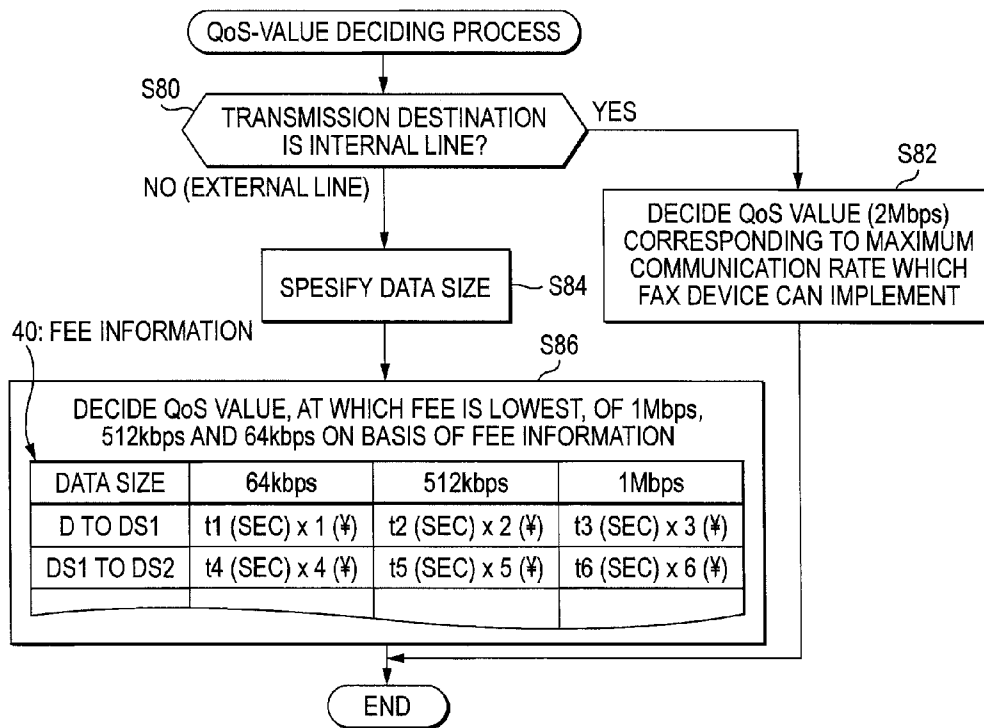 QoS-VALUE DECIDING PROCESS
S80
TRANSMISSION DESTINATION
IS INTERNAL LINE?
YES
NO (EXTERNAL LINE)
S82
DECIDE QoS VALUE (2Mbps)
CORRESPONDING TO MAXIMUM
COMMUNICATION RATE WHICH
FAX DEVICE CAN IMPLEMENT
SPESIFY DATA SIZE
S84
40: FEE INFORMATION
S86
DECIDE QoS VALUE, AT WHICH FEE IS LOWEST, OF 1Mbps,
512kbps AND 64kbps ON BASIS OF FEE INFORMATION
DATA SIZE 64kbps 512kbps 1Mbps
D TO DS1 t1 (SEC) x 1 (¥) t2 (SEC) x 2 (¥) t3 (SEC) x 3 (¥)
DS1 TO DS2 t4 (SEC) x 4 (¥) t5 (SEC) x 5 (¥) t6 (SEC) x 6 (¥)
END